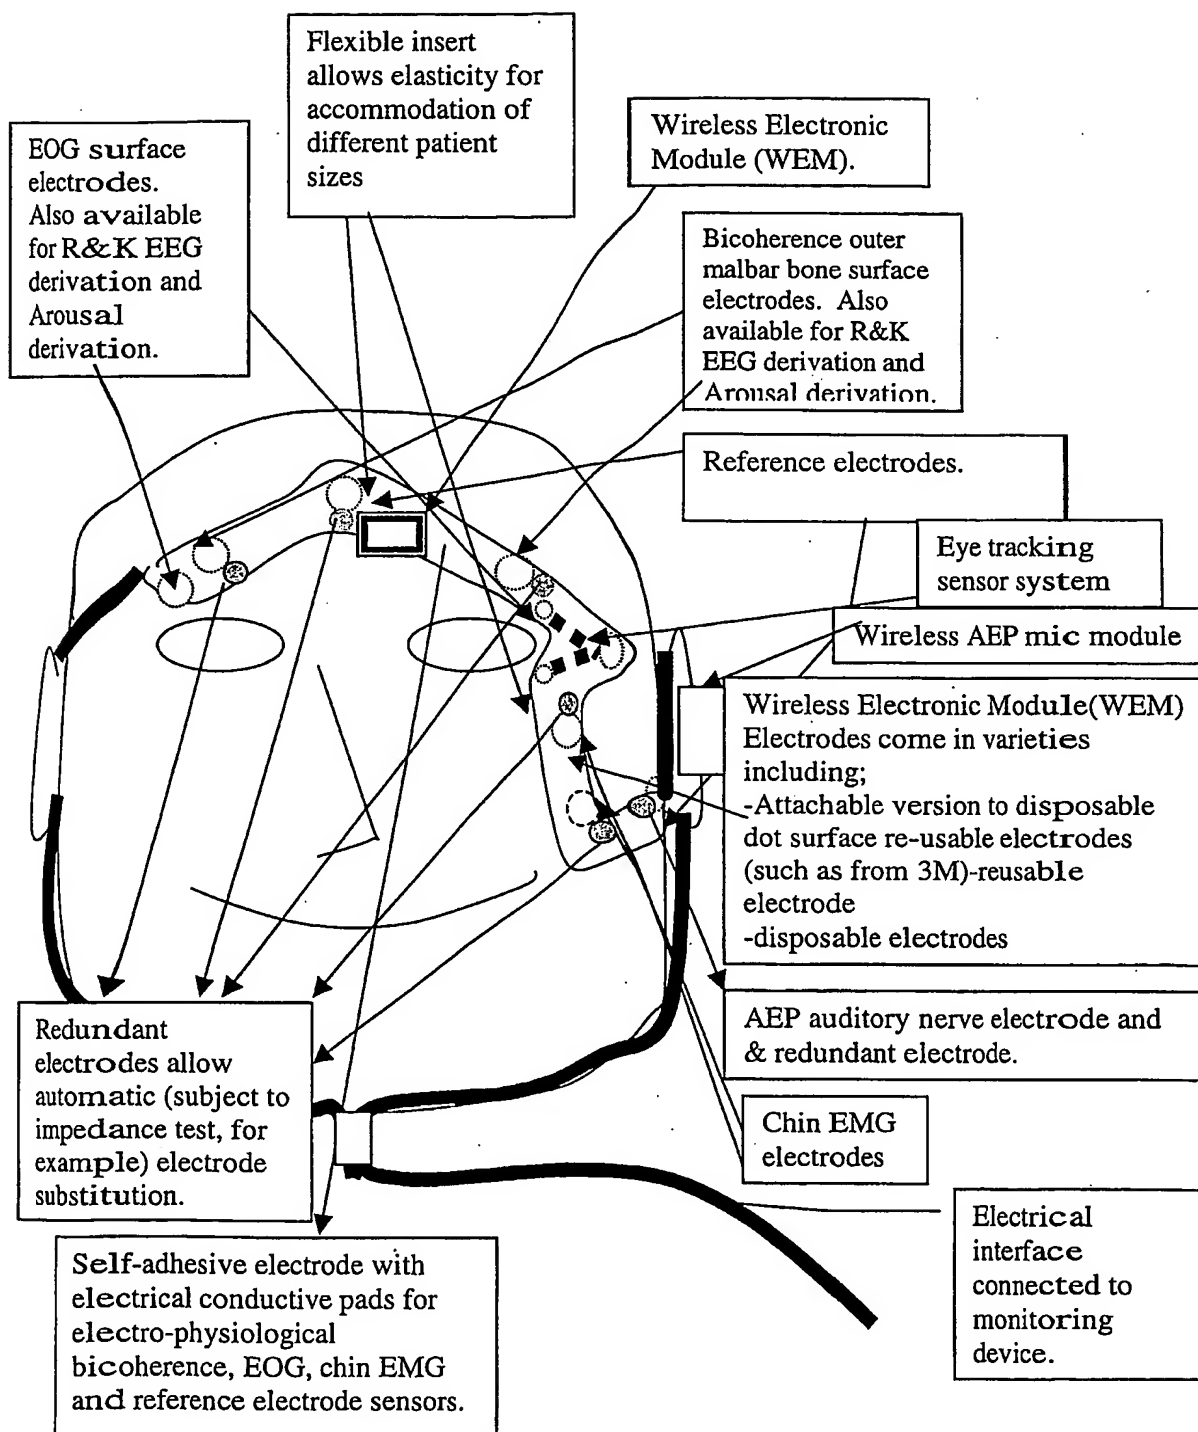 Flexible insert
allows elasticity for
accommodation of
different patient
sizes
Wireless Electronic
Module (WEM).
EOG surface
electrodes.
Also available
for R&K EEG
derivation and
Arousal
derivation.
Bicoherence outer
malbar bone surface
electrodes. Also
available for R&K
EEG derivation and
Arousal derivation.
Reference electrodes.
Eye tracking
sensor system
Wireless AEP mic module
Wireless Electronic Module(WEM)
Electrodes come in varieties
including;
-Attachable version to disposable
dot surface re-usable electrodes
(such as from 3M)-reusable
electrode
-disposable electrodes
AEP auditory nerve electrode and
& redundant electrode.
Redundant
electrodes allow
automatic (subject to
impedance test, for
example) electrode
substitution.
Chin EMG
electrodes
Electrical
interface
connected to
monitoring
device.
Self-adhesive electrode with
electrical conductive pads for
electro-physiological
bicoherence, EOG, chin EMG
and reference electrode sensors.